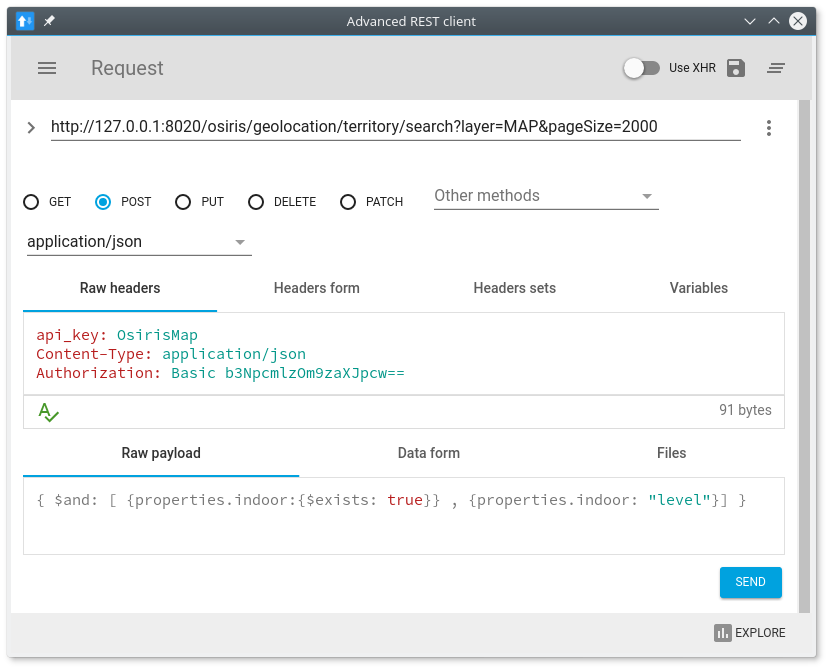 Advanced REST client
Request
Use XHR
http://127.0.0.1:8020/osiris/geolocation/territory/search?layer=MAP&pageSize=2000
GET POST PUT DELETE PATCH Other methods
application/json
Raw headers Headers form Headers sets Variables
api_key: OsirisMap
Content-Type: application/json
Authorization: Basic b3NpcmlzOm9zaXJpcw==
91 bytes
Raw payload Data form Files
{ $and: [ {properties.indoor:{$exists: true}} , {properties.indoor: "level"}] }
SEND
EXPLORE